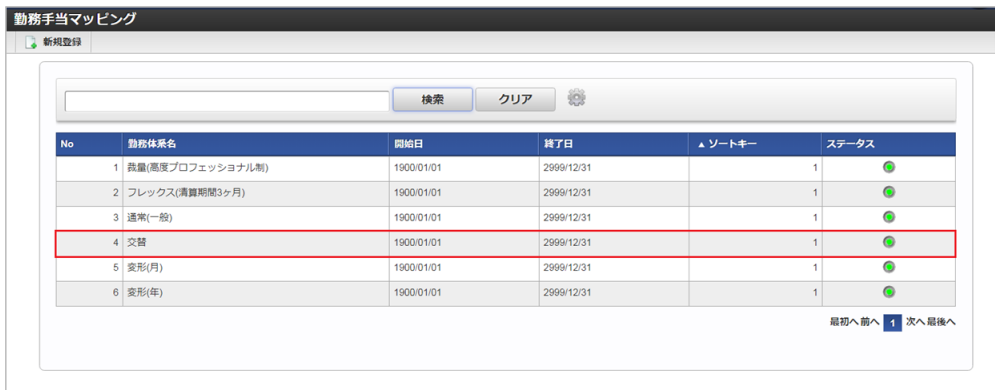 勤務手当マッピング
新規登録
検索 クリア
No 勤務体系名 開始日 終了日 ▲ ソートキー ステータス
1 裁量(高度プロフェッショナル制) 1900/01/01 2999/12/31 1
2 フレックス(清算期間3ヶ月) 1900/01/01 2999/12/31 1
3 通常(一般) 1900/01/01 2999/12/31 1
4 交替 1900/01/01 2999/12/31 1
5 変形(月) 1900/01/01 2999/12/31 1
6 変形(年) 1900/01/01 2999/12/31 1
最初へ 前へ 1 次へ 最後へ